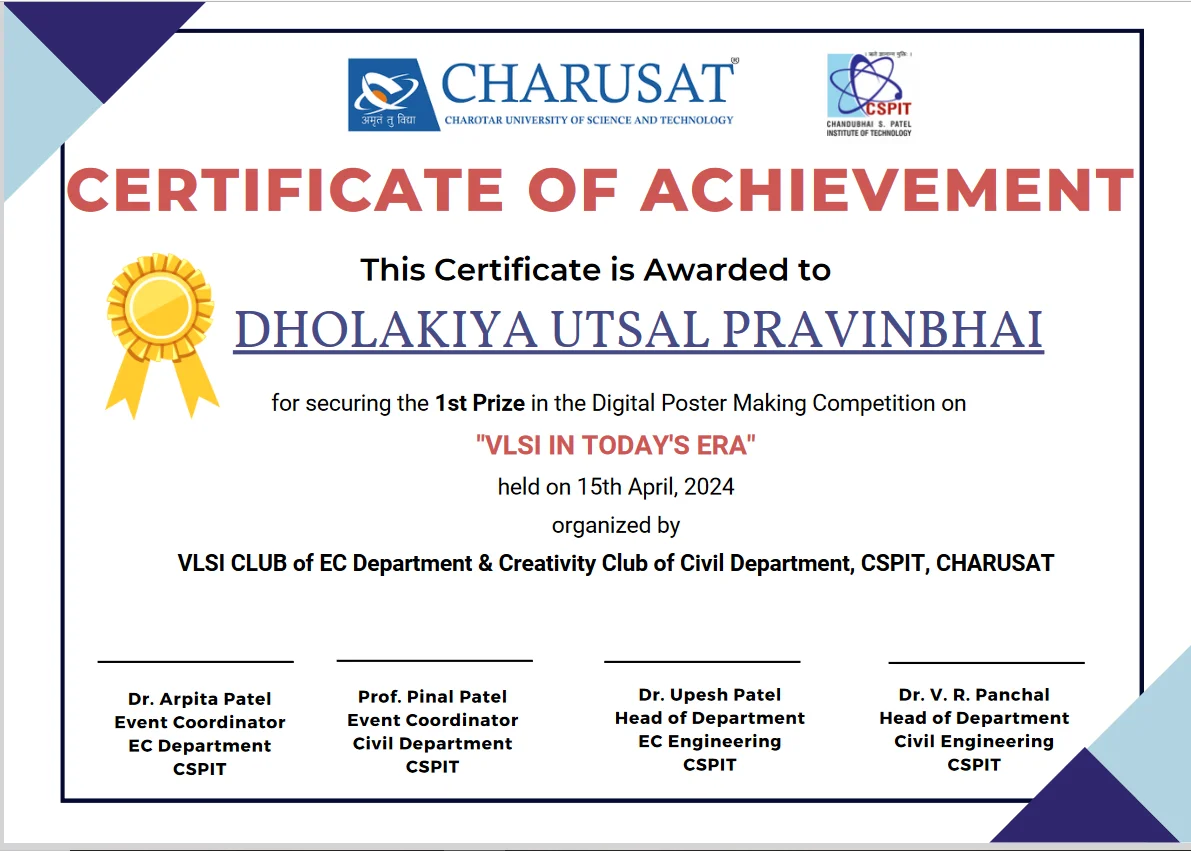 CHARUSAT®
अमृतं तु विद्या
CHAROTAR UNIVERSITY OF SCIENCE AND TECHNOLOGY
CSPIT
CHANDUBHAI S. PATEL
INSTITUTE OF TECHNOLOGY
CERTIFICATE OF ACHIEVEMENT
This Certificate is Awarded to
DHOLAKIYA UTSAL PRAVINBHAI
for securing the 1st Prize in the Digital Poster Making Competition on
"VLSI IN TODAY'S ERA"
held on 15th April, 2024
organized by
VLSI CLUB of EC Department & Creativity Club of Civil Department, CSPIT, CHARUSAT
Dr. Arpita Patel
Event Coordinator
EC Department
CSPIT
Prof. Pinal Patel
Event Coordinator
Civil Department
CSPIT
Dr. Upesh Patel
Head of Department
EC Engineering
CSPIT
Dr. V. R. Panchal
Head of Department
Civil Engineering
CSPIT